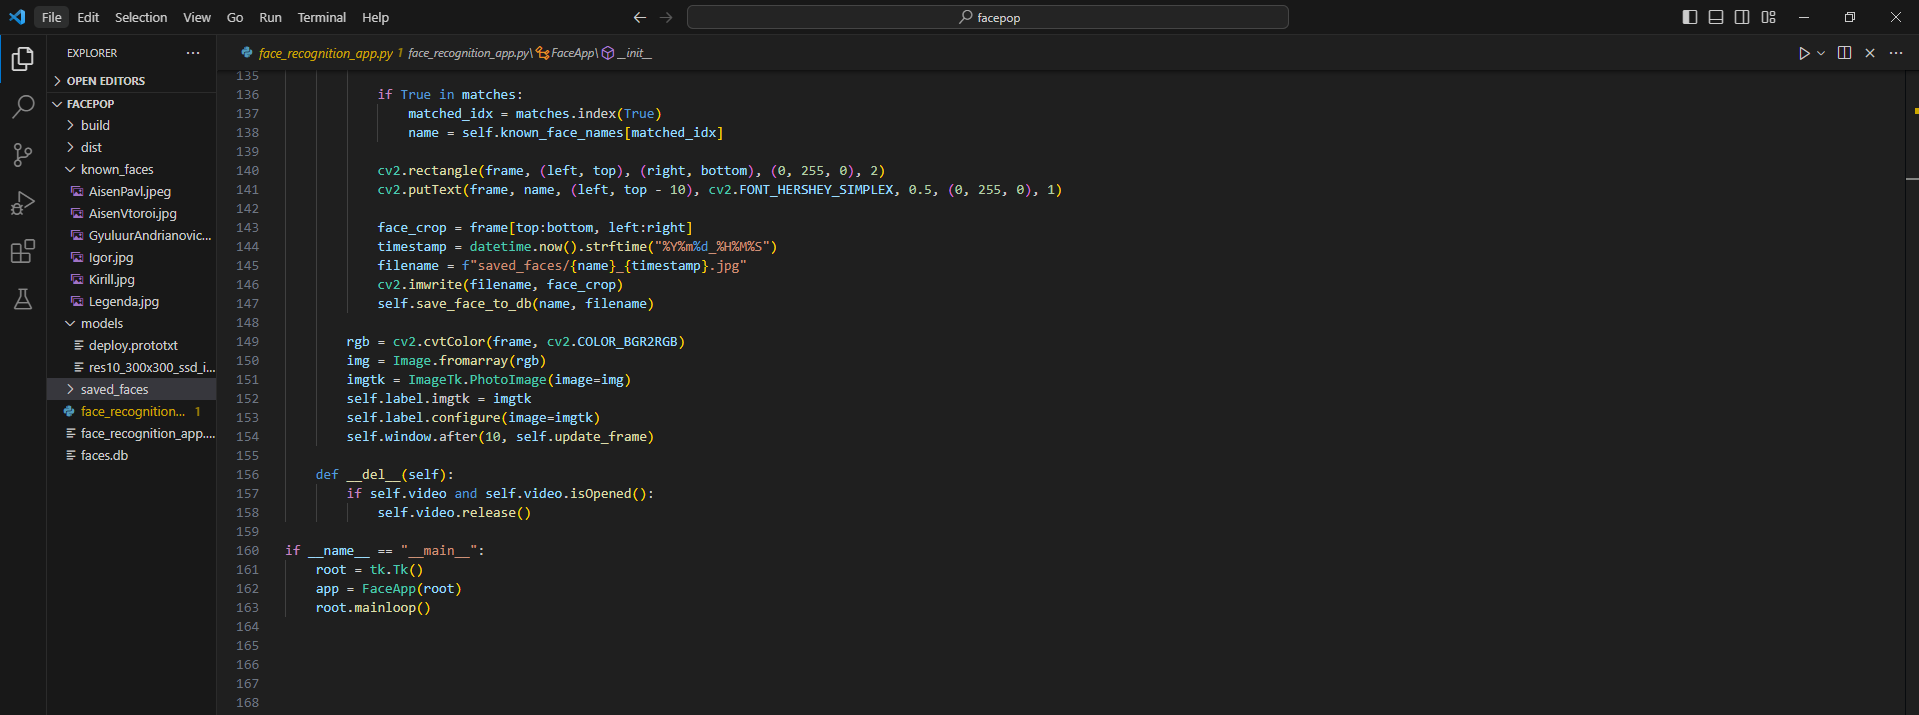 File Edit Selection View Go Run Terminal Help
facepop
EXPLORER
OPEN EDITORS
FACEPOP
build
dist
known_faces
AisenPavl.jpeg
AisenVtoroi.jpg
GyuluurAndrianovic...
Igor.jpg
Kirill.jpg
Legenda.jpg
models
deploy.prototxt
res10_300x300_ssd_i...
saved_faces
face_recognition... 1
face_recognition_app....
faces.db
face_recognition_app.py 1 face_recognition_app.py\ FaceApp\ __init__
135
136 if True in matches:
137 matched_idx = matches.index(True)
138 name = self.known_face_names[matched_idx]
139
140 cv2.rectangle(frame, (left, top), (right, bottom), (0, 255, 0), 2)
141 cv2.putText(frame, name, (left, top - 10), cv2.FONT_HERSHEY_SIMPLEX, 0.5, (0, 255, 0), 1)
142
143 face_crop = frame[top:bottom, left:right]
144 timestamp = datetime.now().strftime("%Y%m%d_%H%M%S")
145 filename = f"saved_faces/{name}_{timestamp}.jpg"
146 cv2.imwrite(filename, face_crop)
147 self.save_face_to_db(name, filename)
148
149 rgb = cv2.cvtColor(frame, cv2.COLOR_BGR2RGB)
150 img = Image.fromarray(rgb)
151 imgtk = ImageTk.PhotoImage(image=img)
152 self.label.imgtk = imgtk
153 self.label.configure(image=imgtk)
154 self.window.after(10, self.update_frame)
155
156 def __del__(self):
157 if self.video and self.video.isOpened():
158 self.video.release()
159
160 if __name__ == "__main__":
161 root = tk.Tk()
162 app = FaceApp(root)
163 root.mainloop()
164
165
166
167
168